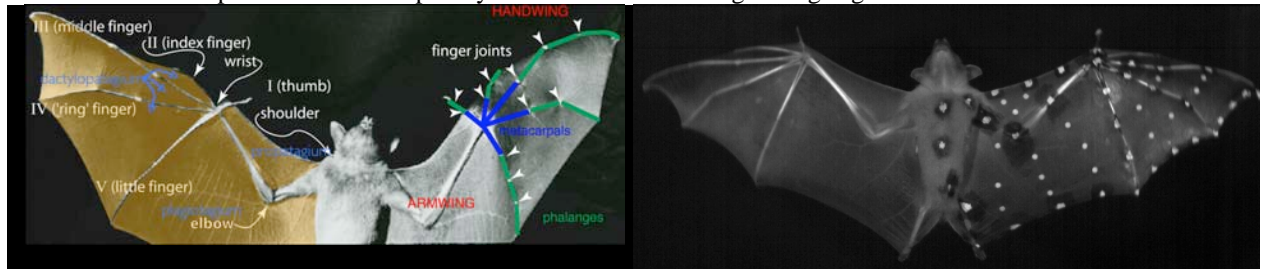 HANDWING
III (middle finger)
II (index finger)
finger joints
wrist
dactylopatagium
I (thumb)
IV ('ring' finger)
shoulder
metacarpals
propatagium
V (little finger)
ARMWING
plagiopatagium
phalanges
elbow